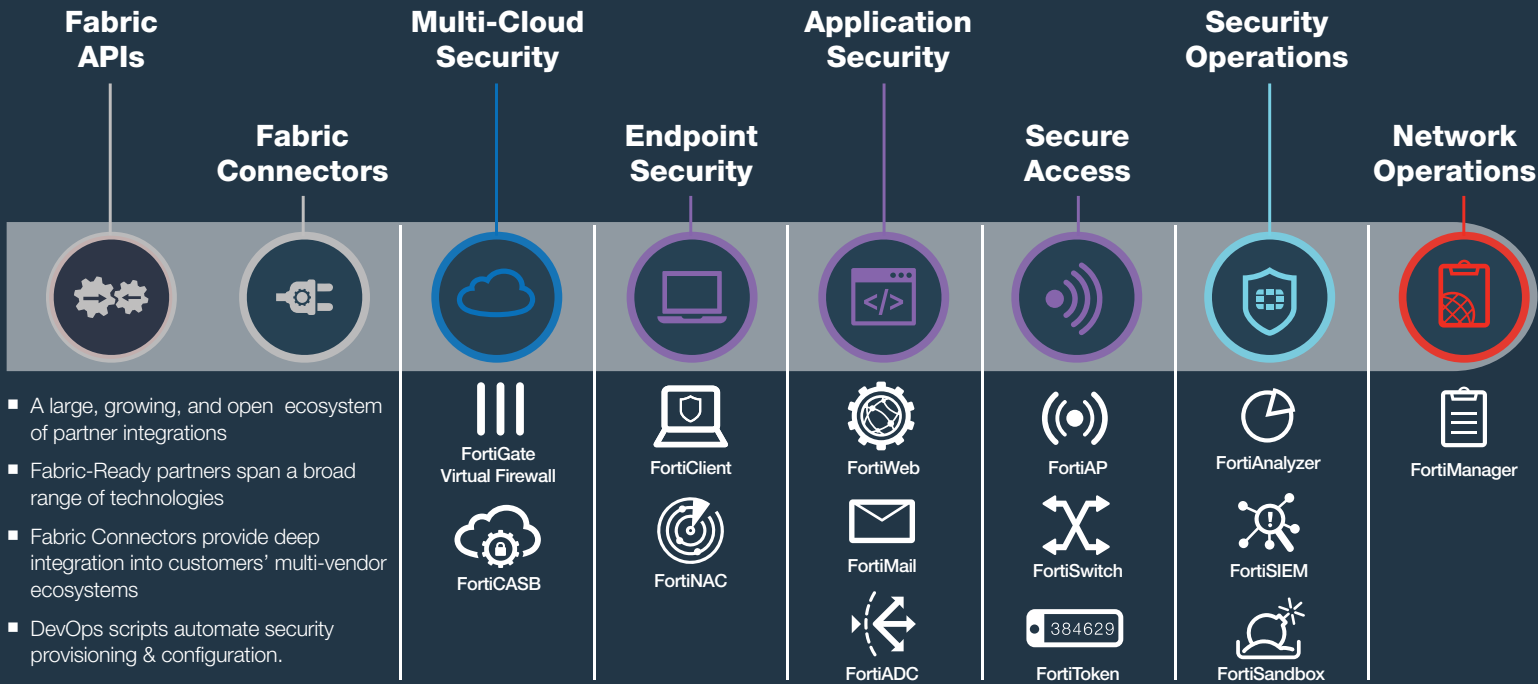 Fabric
APIs
Multi-Cloud
Security
Application
Security
Security
Operations
Fabric
Connectors
Endpoint
Security
Secure
Access
Network
Operations
</>
■ A large, growing, and open ecosystem
of partner integrations
■ Fabric-Ready partners span a broad
range of technologies
■ Fabric Connectors provide deep
integration into customers’ multi-vendor
ecosystems
■ DevOps scripts automate security
provisioning & configuration.
FortiGate
Virtual Firewall
FortiCASB
FortiClient
FortiNAC
FortiWeb
FortiMail
FortiADC
FortiAP
FortiSwitch
384629
FortiToken
FortiAnalyzer
!
FortiSIEM
FortiSandbox
FortiManager